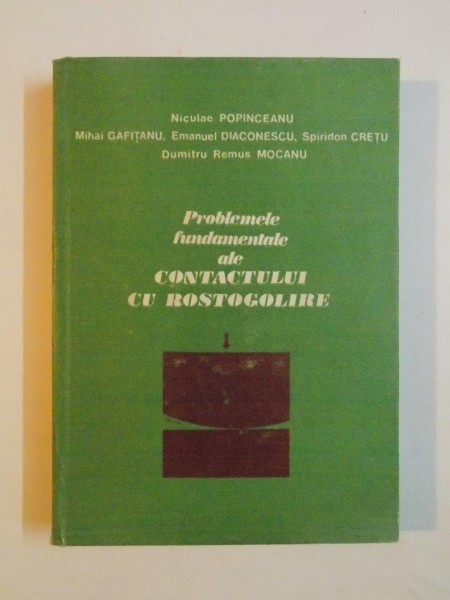 Niculae POPINCEANU
Mihai GAFIȚANU, Emanuel DIACONESCU, Spiridon CREȚU
Dumitru Remus MOCANU
Problemele
fundamentale
ale
CONTACTULUI
CU ROSTOGOLIRE